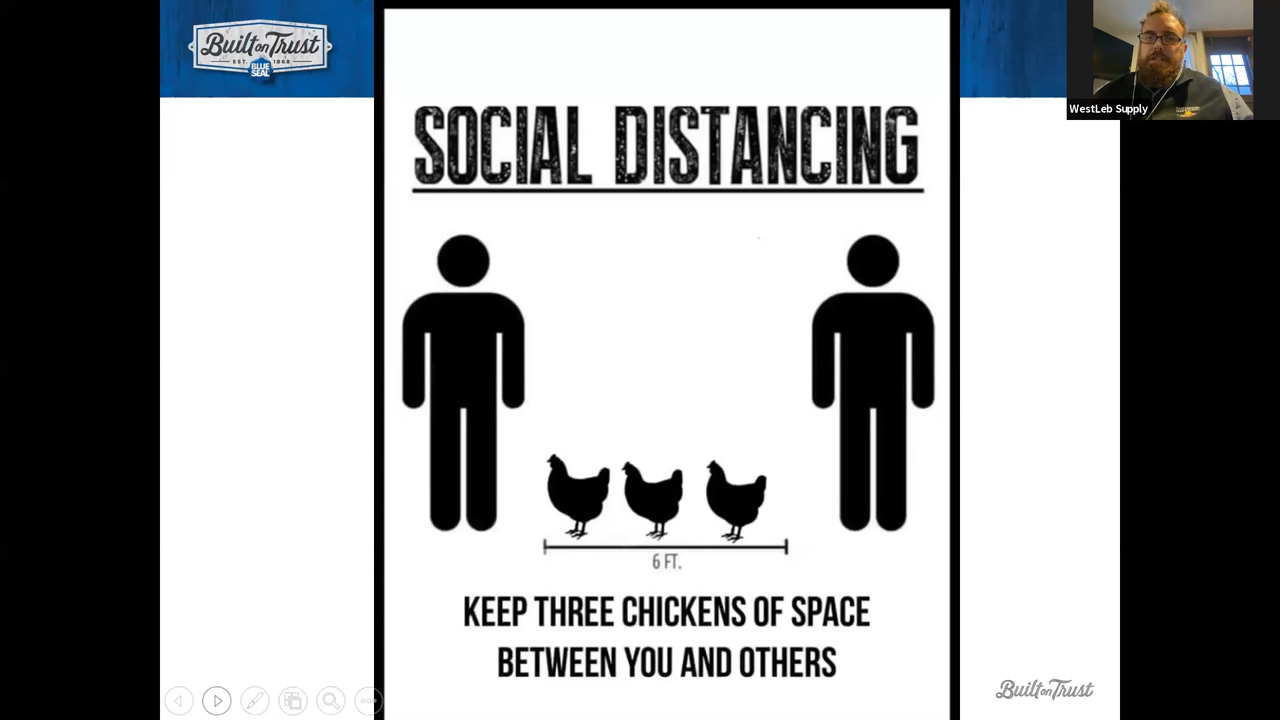 Built on Trust
EST. 1868
BLUE
SEAL
WestLeb Supply
SOCIAL DISTANCING
6 FT.
KEEP THREE CHICKENS OF SPACE
BETWEEN YOU AND OTHERS
Built on Trust